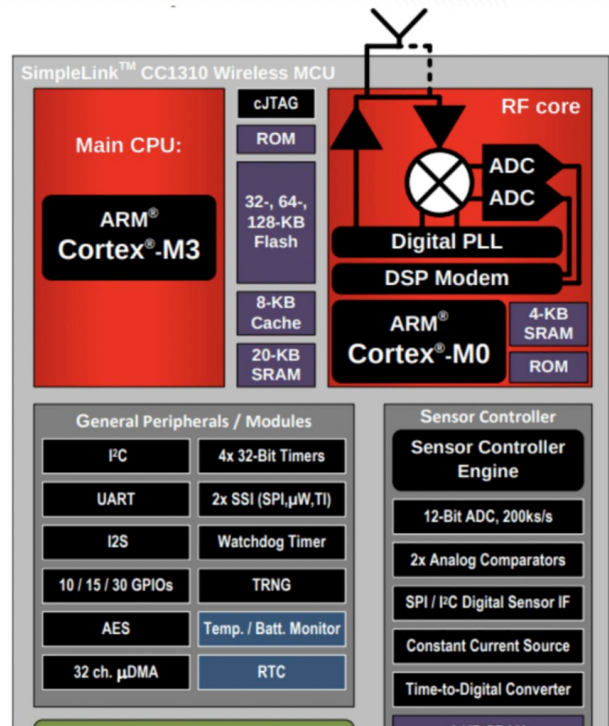 SimpleLink™ CC1310 Wireless MCU
Main CPU:
ARM®
Cortex®-M3
cJTAG
ROM
32-, 64-,
128-KB
Flash
8-KB
Cache
20-KB
SRAM
RF core
ADC
ADC
Digital PLL
DSP Modem
ARM®
Cortex®-M0
4-KB
SRAM
ROM
General Peripherals / Modules
I²C
4x 32-Bit Timers
UART
2x SSI (SPI,µW,TI)
I2S
Watchdog Timer
10 / 15 / 30 GPIOs
TRNG
AES
Temp. / Batt. Monitor
32 ch. µDMA
RTC
Sensor Controller
Sensor Controller
Engine
12-Bit ADC, 200ks/s
2x Analog Comparators
SPI / I²C Digital Sensor IF
Constant Current Source
Time-to-Digital Converter